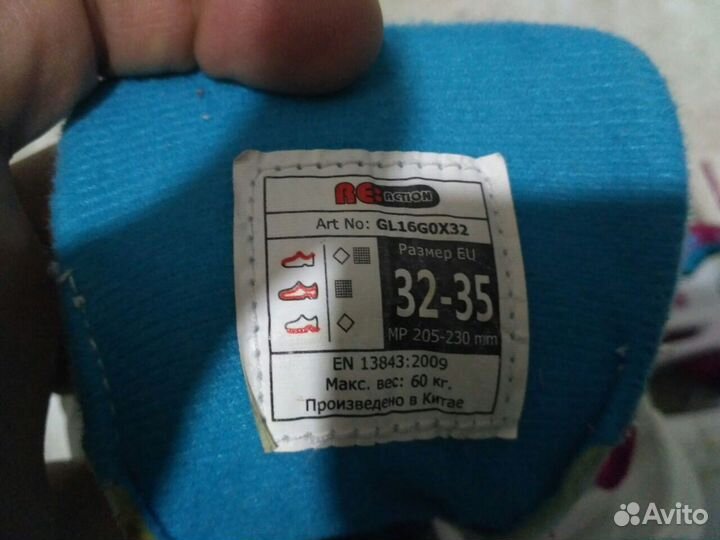 RE:ACTION
Art No: GL16G0X32
Размер EU
32-35
MP 205-230 mm
EN 13843:2009
Макс. вес: 60 кг.
Произведено в Китае
Avito